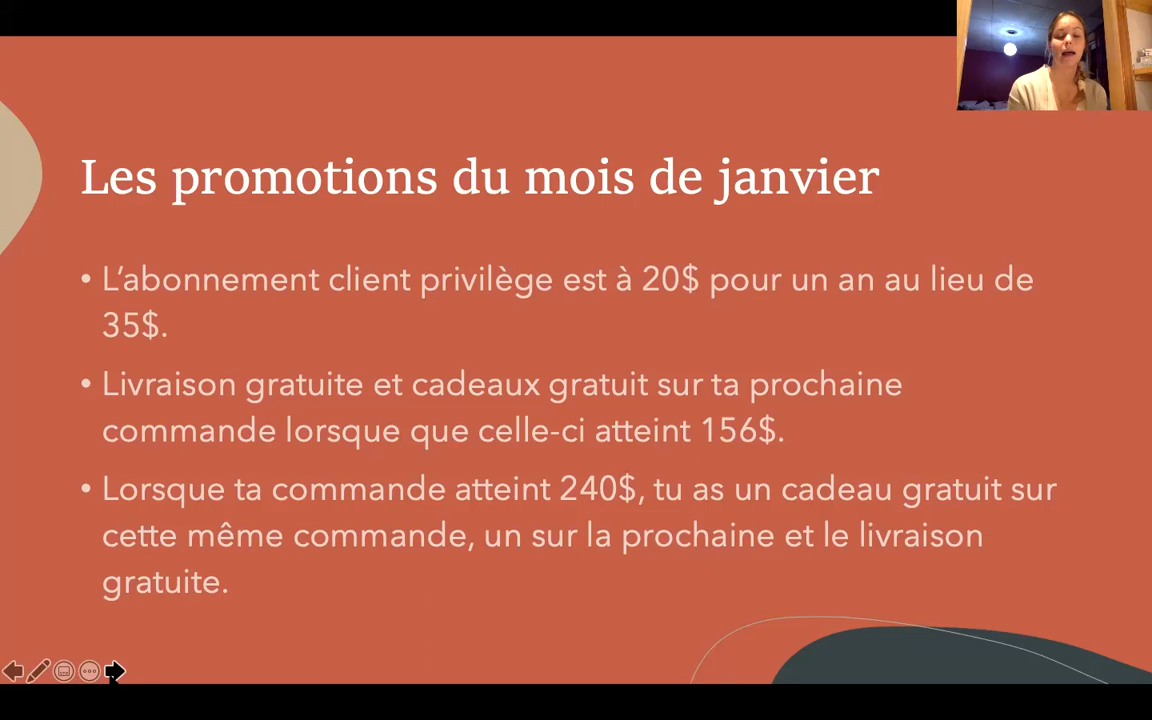 Les promotions du mois de janvier
• L’abonnement client privilège est à 20$ pour un an au lieu de
35$.
• Livraison gratuite et cadeaux gratuit sur ta prochaine
commande lorsque que celle-ci atteint 156$.
• Lorsque ta commande atteint 240$, tu as un cadeau gratuit sur
cette même commande, un sur la prochaine et le livraison
gratuite.